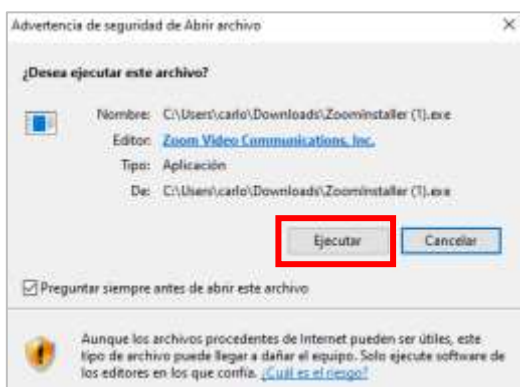 Advertencia de seguridad de Abrir archivo
¿Desea ejecutar este archivo?
Nombre: C:\Users\carlo\Downloads\ZoomInstaller (1).exe
Editor: Zoom Video Communications, Inc.
Tipo: Aplicación
De: C:\Users\carlo\Downloads\ZoomInstaller (1).exe
Ejecutar Cancelar
Preguntar siempre antes de abrir este archivo
Aunque los archivos procedentes de Internet pueden ser útiles, este
tipo de archivo puede llegar a dañar el equipo. Solo ejecute software de
los editores en los que confía. ¿Cuál es el riesgo?